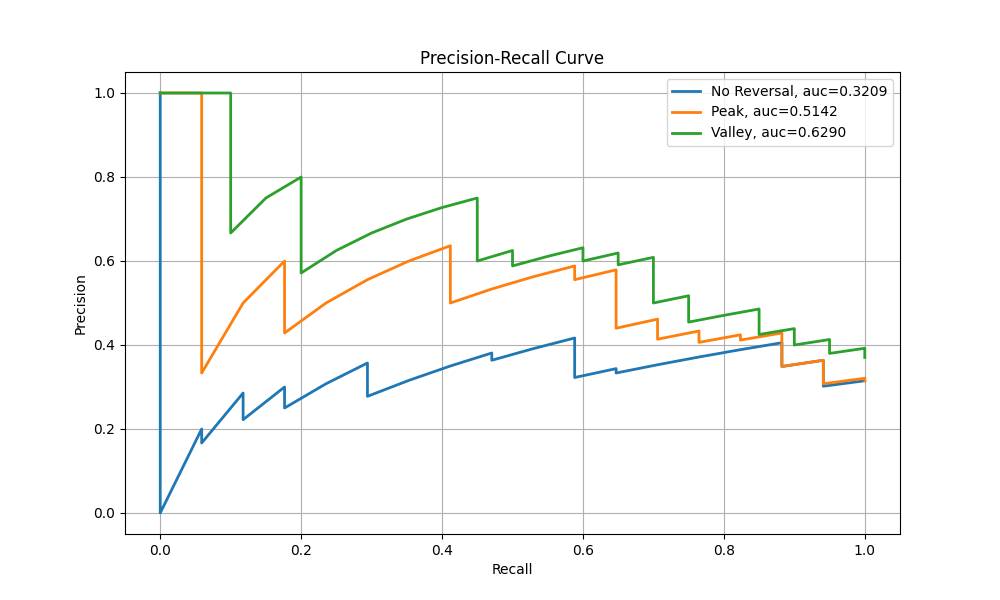 Precision-Recall Curve
No Reversal, auc=0.3209
Peak, auc=0.5142
Valley, auc=0.6290
1.0
0.8
0.6
0.4
0.2
0.0
Precision
0.0 0.2 0.4 0.6 0.8 1.0
Recall